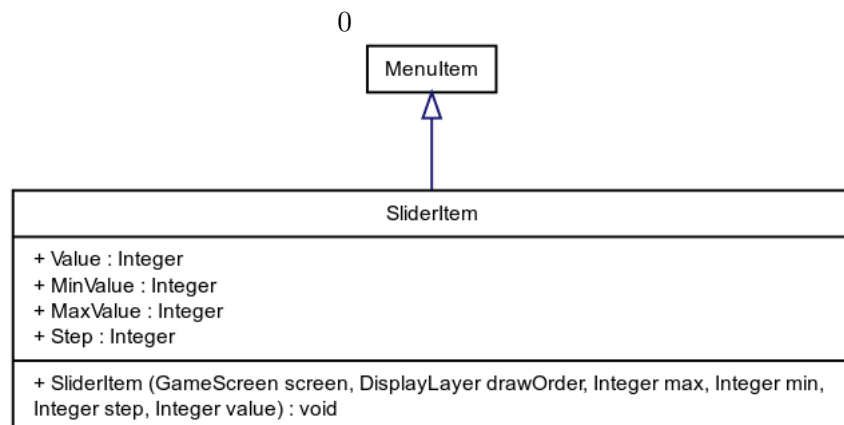 0
MenuItem
SliderItem
+ Value : Integer
+ MinValue : Integer
+ MaxValue : Integer
+ Step : Integer
+ SliderItem (GameScreen screen, DisplayLayer drawOrder, Integer max, Integer min,
Integer step, Integer value) : void